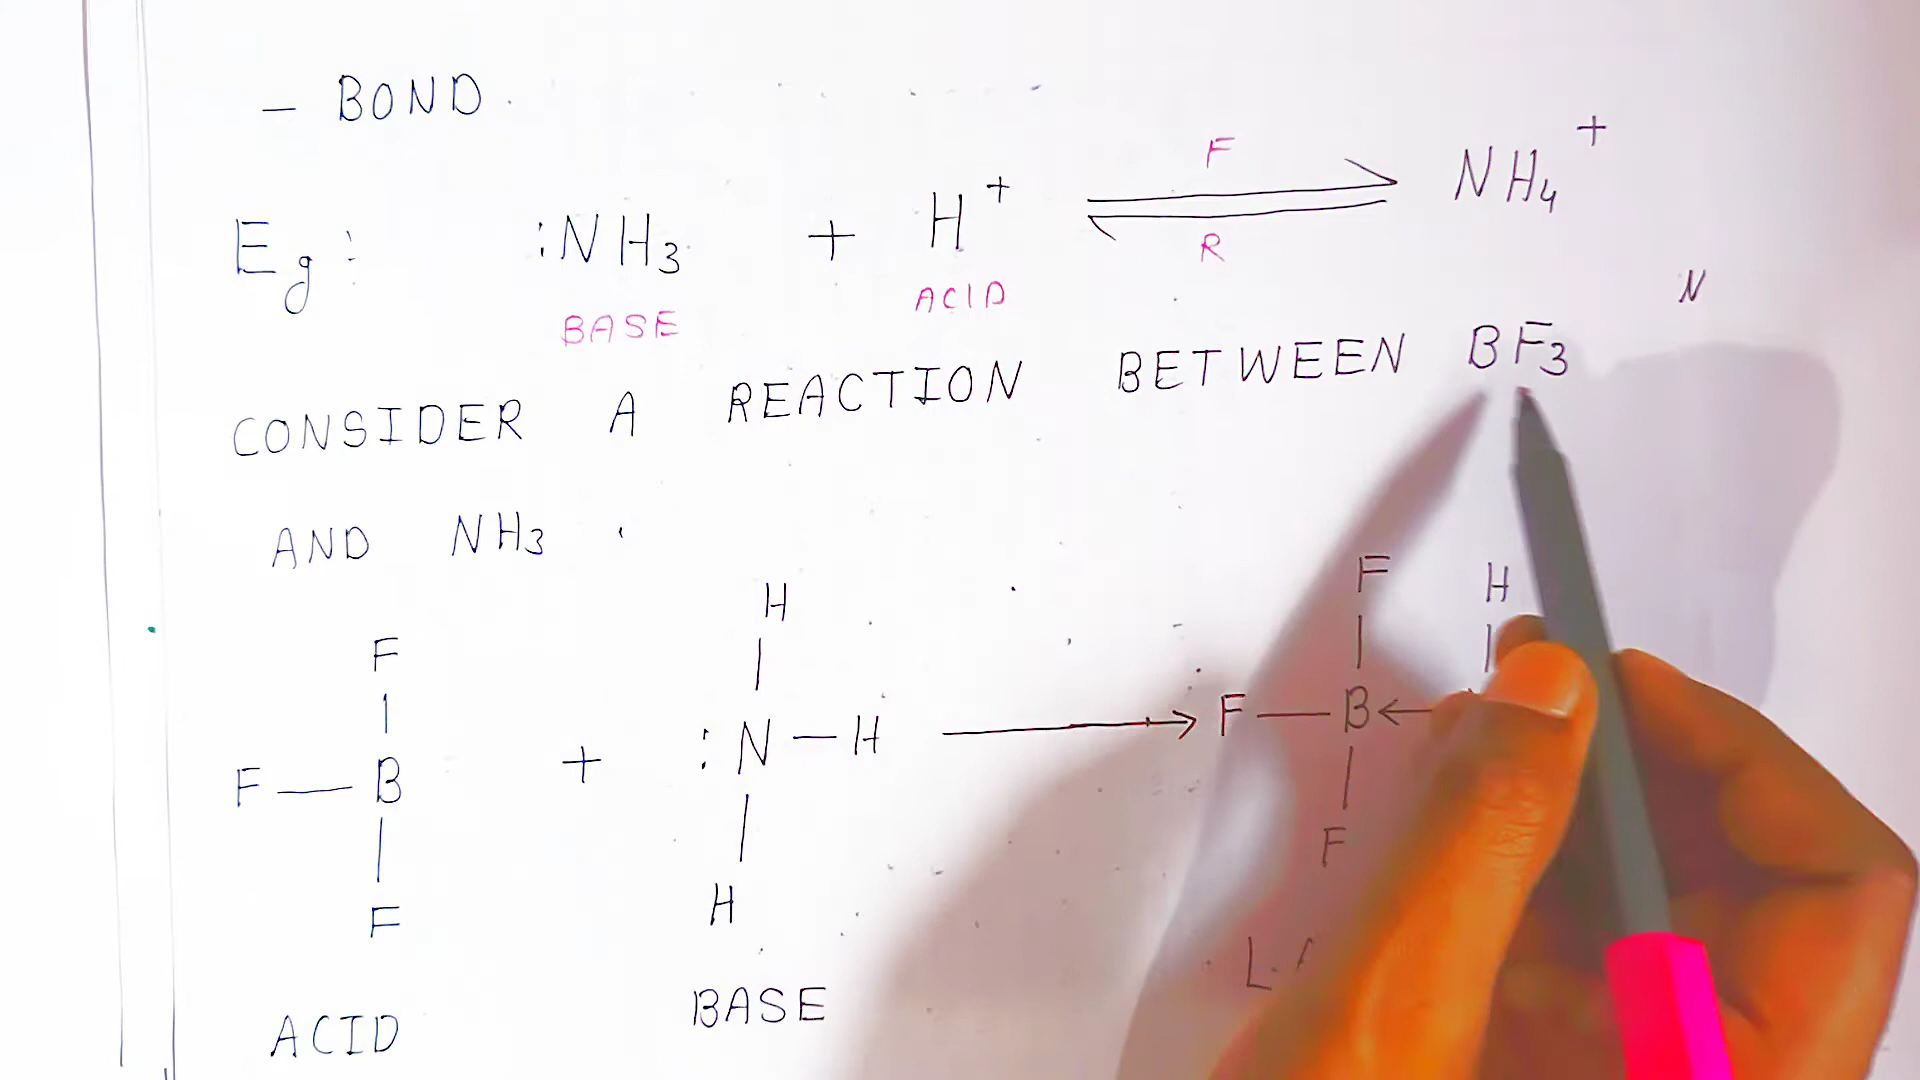 — BOND
F
Eg: :NH3 + H+ ⇌ NH4+
R
BASE ACID
N
CONSIDER A REACTION BETWEEN BF3
AND NH3
F H F H
| | | |
F — B + :N — H → F — B ←
| | |
F H F
L.
ACID BASE